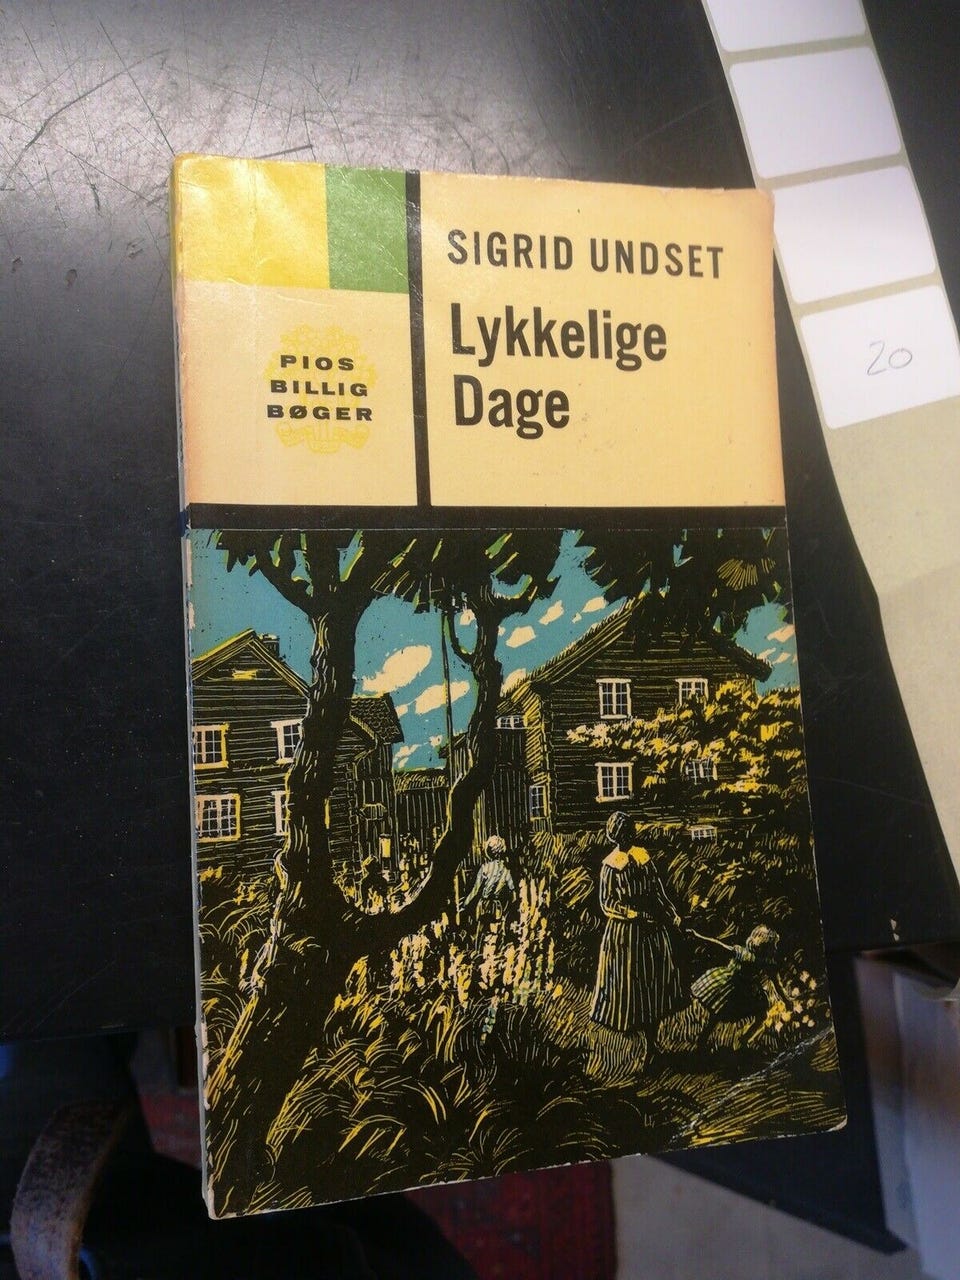 SIGRID UNDSET
Lykkelige
Dage
PIOS
BILLIG
BØGER
20